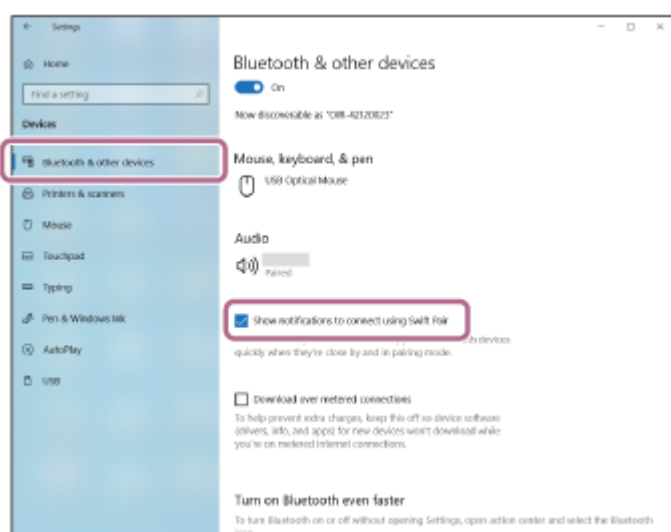 Settings
Home
Find a setting
Devices
Bluetooth & other devices
Printers & scanners
Mouse
Touchpad
Typing
Pen & Windows Ink
AutoPlay
USB
Bluetooth & other devices
On
Now discoverable as
Mouse, keyboard, & pen
USB Optical Mouse
Audio
Paired
Show notifications to connect using Swift Pair
devices
quickly when they're close by and in pairing mode.
Download over metered connections
To help prevent extra charges, keep this off so device software
(drivers, info, and apps) for new devices won't download while
you're on metered Internet connections.
Turn on Bluetooth even faster
To turn Bluetooth on or off without opening Settings, open action center and select the Bluetooth